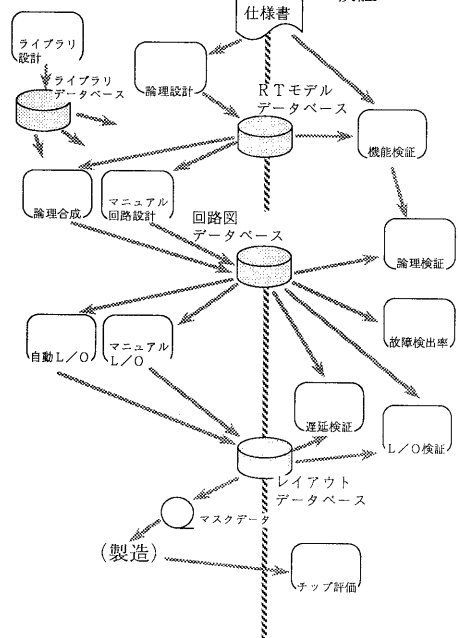 仕様書
ライブラリ
設計
ライブラリ
データベース
論理設計
RTモデル
データベース
機能検証
論理合成
マニュアル
回路設計
回路図
データベース
論理検証
故障検出率
自動L/O
マニュアル
L/O
遅延検証
L/O検証
レイアウト
データベース
マスクデータ
(製造)
チップ評価